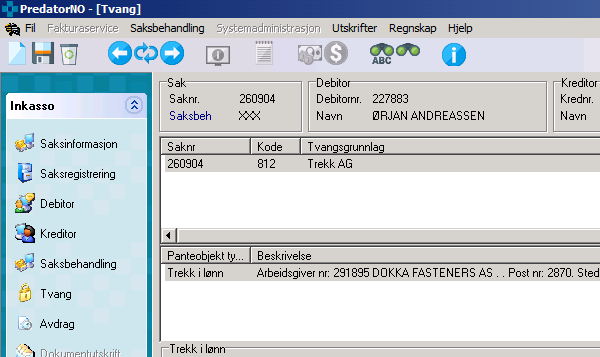 PredatorNO - [Tvang]
Fil Fakturaservice Saksbehandling Systemadministrasjon Utskrifter Regnskap Hjelp
ABC
Inkasso
Saksinformasjon
Saksregistrering
Debitor
Kreditor
Saksbehandling
Tvang
Avdrag
Dokumentutskrift
Sak
Saknr. 260904
Saksbeh XXX
Debitor
Debitornr. 227883
Navn ØRJAN ANDREASSEN
Kreditor
Krednr.
Navn
Saknr Kode Tvangsgrunnlag
260904 812 Trekk AG
Panteobjekt ty... Beskrivelse
Trekk i lønn Arbeidsgiver nr: 291895 DOKKA FASTENERS AS . . Post nr: 2870. Sted
Trekk i lønn